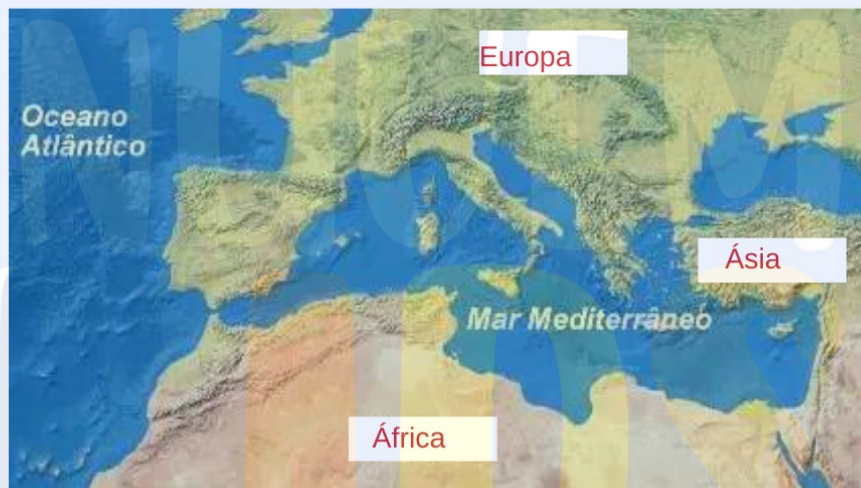 Europa
Oceano
Atlântico
Ásia
Mar Mediterrâneo
África